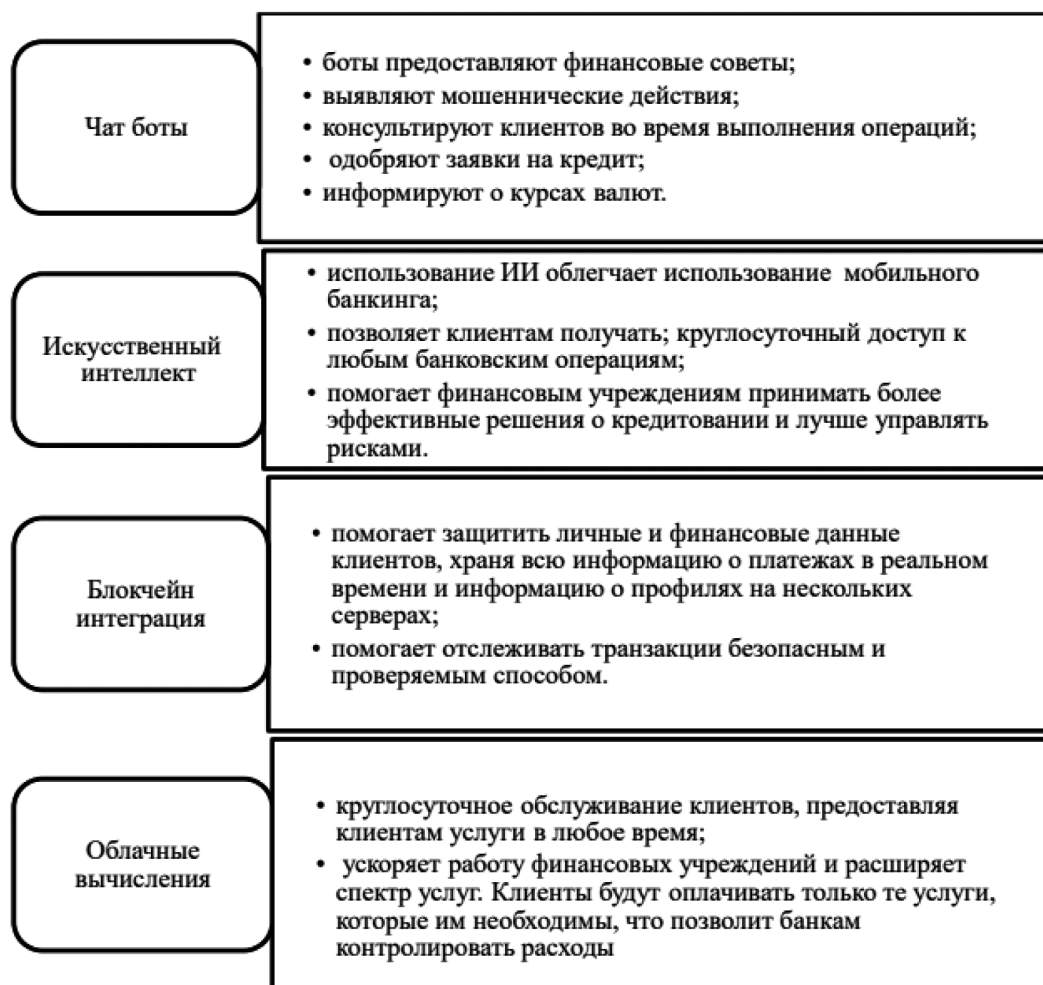 Чат боты
• боты предоставляют финансовые советы;
• выявляют мошеннические действия;
• консультируют клиентов во время выполнения операций;
• одобряют заявки на кредит;
• информируют о курсах валют.
Искусственный
интеллект
• использование ИИ облегчает использование мобильного
банкинга;
• позволяет клиентам получать; круглосуточный доступ к
любым банковским операциям;
• помогает финансовым учреждениям принимать более
эффективные решения о кредитовании и лучше управлять
рисками.
Блокчейн
интеграция
• помогает защитить личные и финансовые данные
клиентов, храня всю информацию о платежах в реальном
времени и информацию о профилях на нескольких
серверах;
• помогает отслеживать транзакции безопасным и
проверяемым способом.
Облачные
вычисления
• круглосуточное обслуживание клиентов, предоставляя
клиентам услуги в любое время;
• ускоряет работу финансовых учреждений и расширяет
спектр услуг. Клиенты будут оплачивать только те услуги,
которые им необходимы, что позволит банкам
контролировать расходы